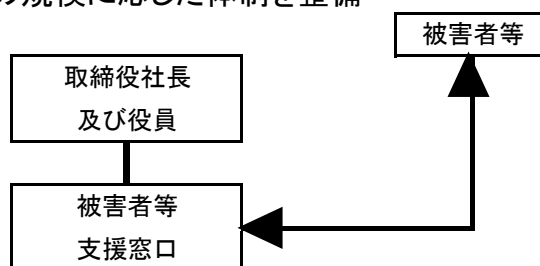 の規模に応じた体制を整備
被害者等
取締役社長
及び役員
被害者等
支援窓口